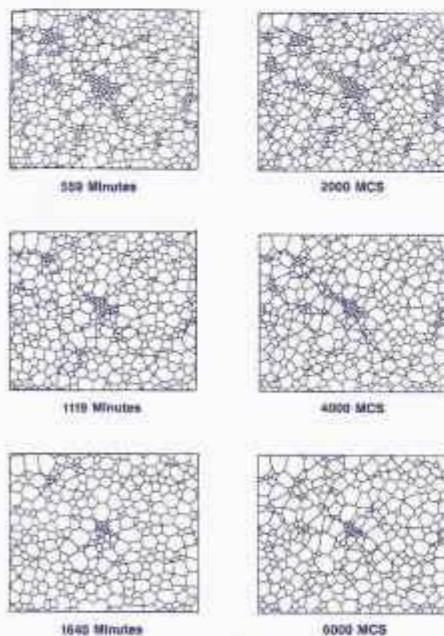 559 Minutes
2000 MCS
1119 Minutes
4000 MCS
1640 Minutes
6000 MCS